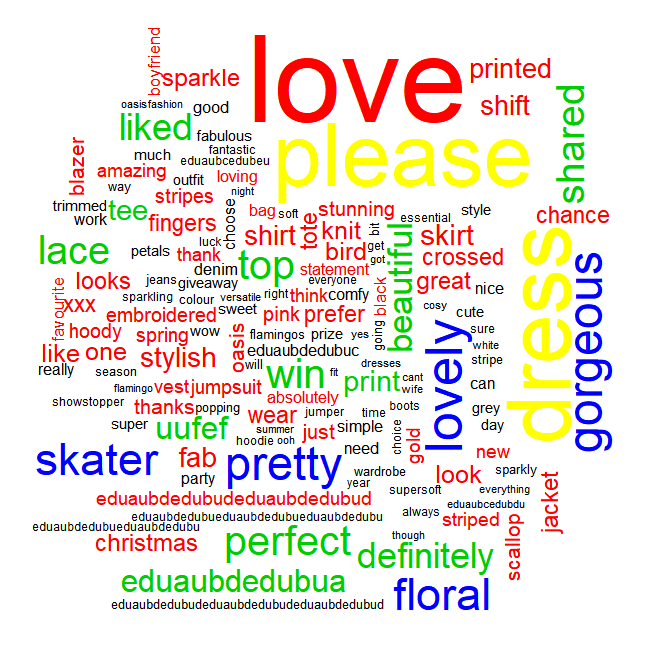 love
please
dress
gorgeous
lovely
skater
pretty
floral
boyfriend
sparkle
printed
shift
oasisfashion
good
liked
fabulous
fantastic
eduaubcedubeu
shared
blazer
much
amazing
way
outfit
loving
night
trimmed
work
tee
stripes
fingers
choose
bag
soft
tote
stunning
essential
style
chance
lace
petals
luck
thank
shirt
knit
bird
bit
get
got
beautiful
skirt
crossed
looks
jeans
denim
giveaway
top
statement
everyone
great
nice
favourite
xxx
sparkling
colour
versatile
right
think
comfy
black
cosy
cute
hoody
embroidered
sweet
pink
prefer
spring
wow
oasis
flamingos
prize
yes
going
sure
white
like
one
stylish
eduaubdedubuc
dresses
stripe
really
season
will
win
fit
print
cant
wife
can
flamingo
vest
jumpsuit
absolutely
showstopper
thanks
popping
wear
jumper
time
boots
grey
super
uufef
summer
just
simple
choice
gold
day
hoodie
ooh
need
new
fab
party
wardrobe
look
sparkly
year
supersoft
everything
jacket
eduaubdedubudeduaubdedubud
always
eduaubcedubdu
eduaubdedubueduaubdedubueduaubdedubu
striped
scallop
eduaubdedubueduaubdedubu
christmas
perfect
though
definitely
eduaubdedubua
eduaubdedubudeduaubdedubudeduaubdedubud